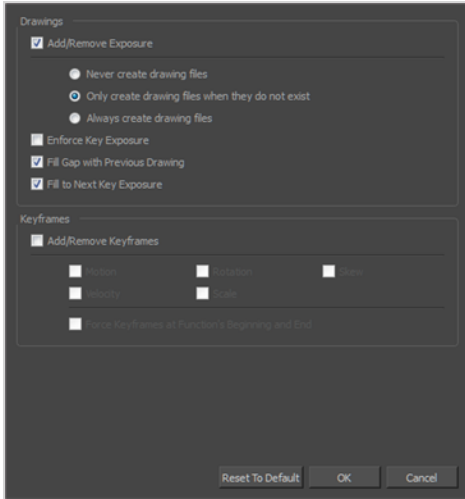 Drawings
Add/Remove Exposure
Never create drawing files
Only create drawing files when they do not exist
Always create drawing files
Enforce Key Exposure
Fill Gap with Previous Drawing
Fill to Next Key Exposure
Keyframes
Add/Remove Keyframes
Motion Rotation Skew
Velocity Scale
Force Keyframes at Function's Beginning and End
Reset To Default OK Cancel